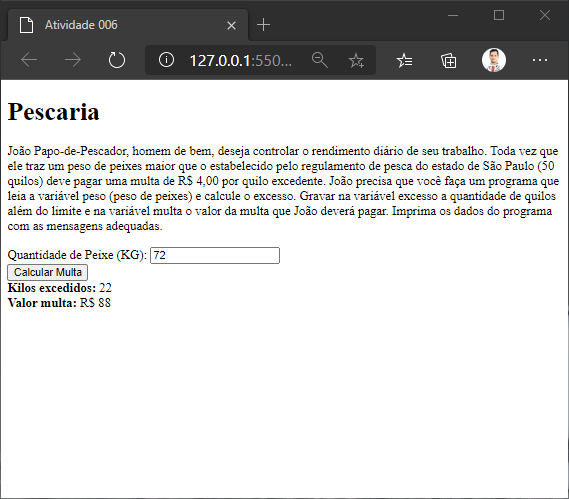 Atividade 006
127.0.0.1:550...
Pescaria
João Papo-de-Pescador, homem de bem, deseja controlar o rendimento diário de seu trabalho. Toda vez que
ele traz um peso de peixes maior que o estabelecido pelo regulamento de pesca do estado de São Paulo (50
quilos) deve pagar uma multa de R$ 4,00 por quilo excedente. João precisa que você faça um programa que
leia a variável peso (peso de peixes) e calcule o excesso. Gravar na variável excesso a quantidade de quilos
além do limite e na variável multa o valor da multa que João deverá pagar. Imprima os dados do programa
com as mensagens adequadas.
Quantidade de Peixe (KG): 72
Calcular Multa
Kilos excedidos: 22
Valor multa: R$ 88